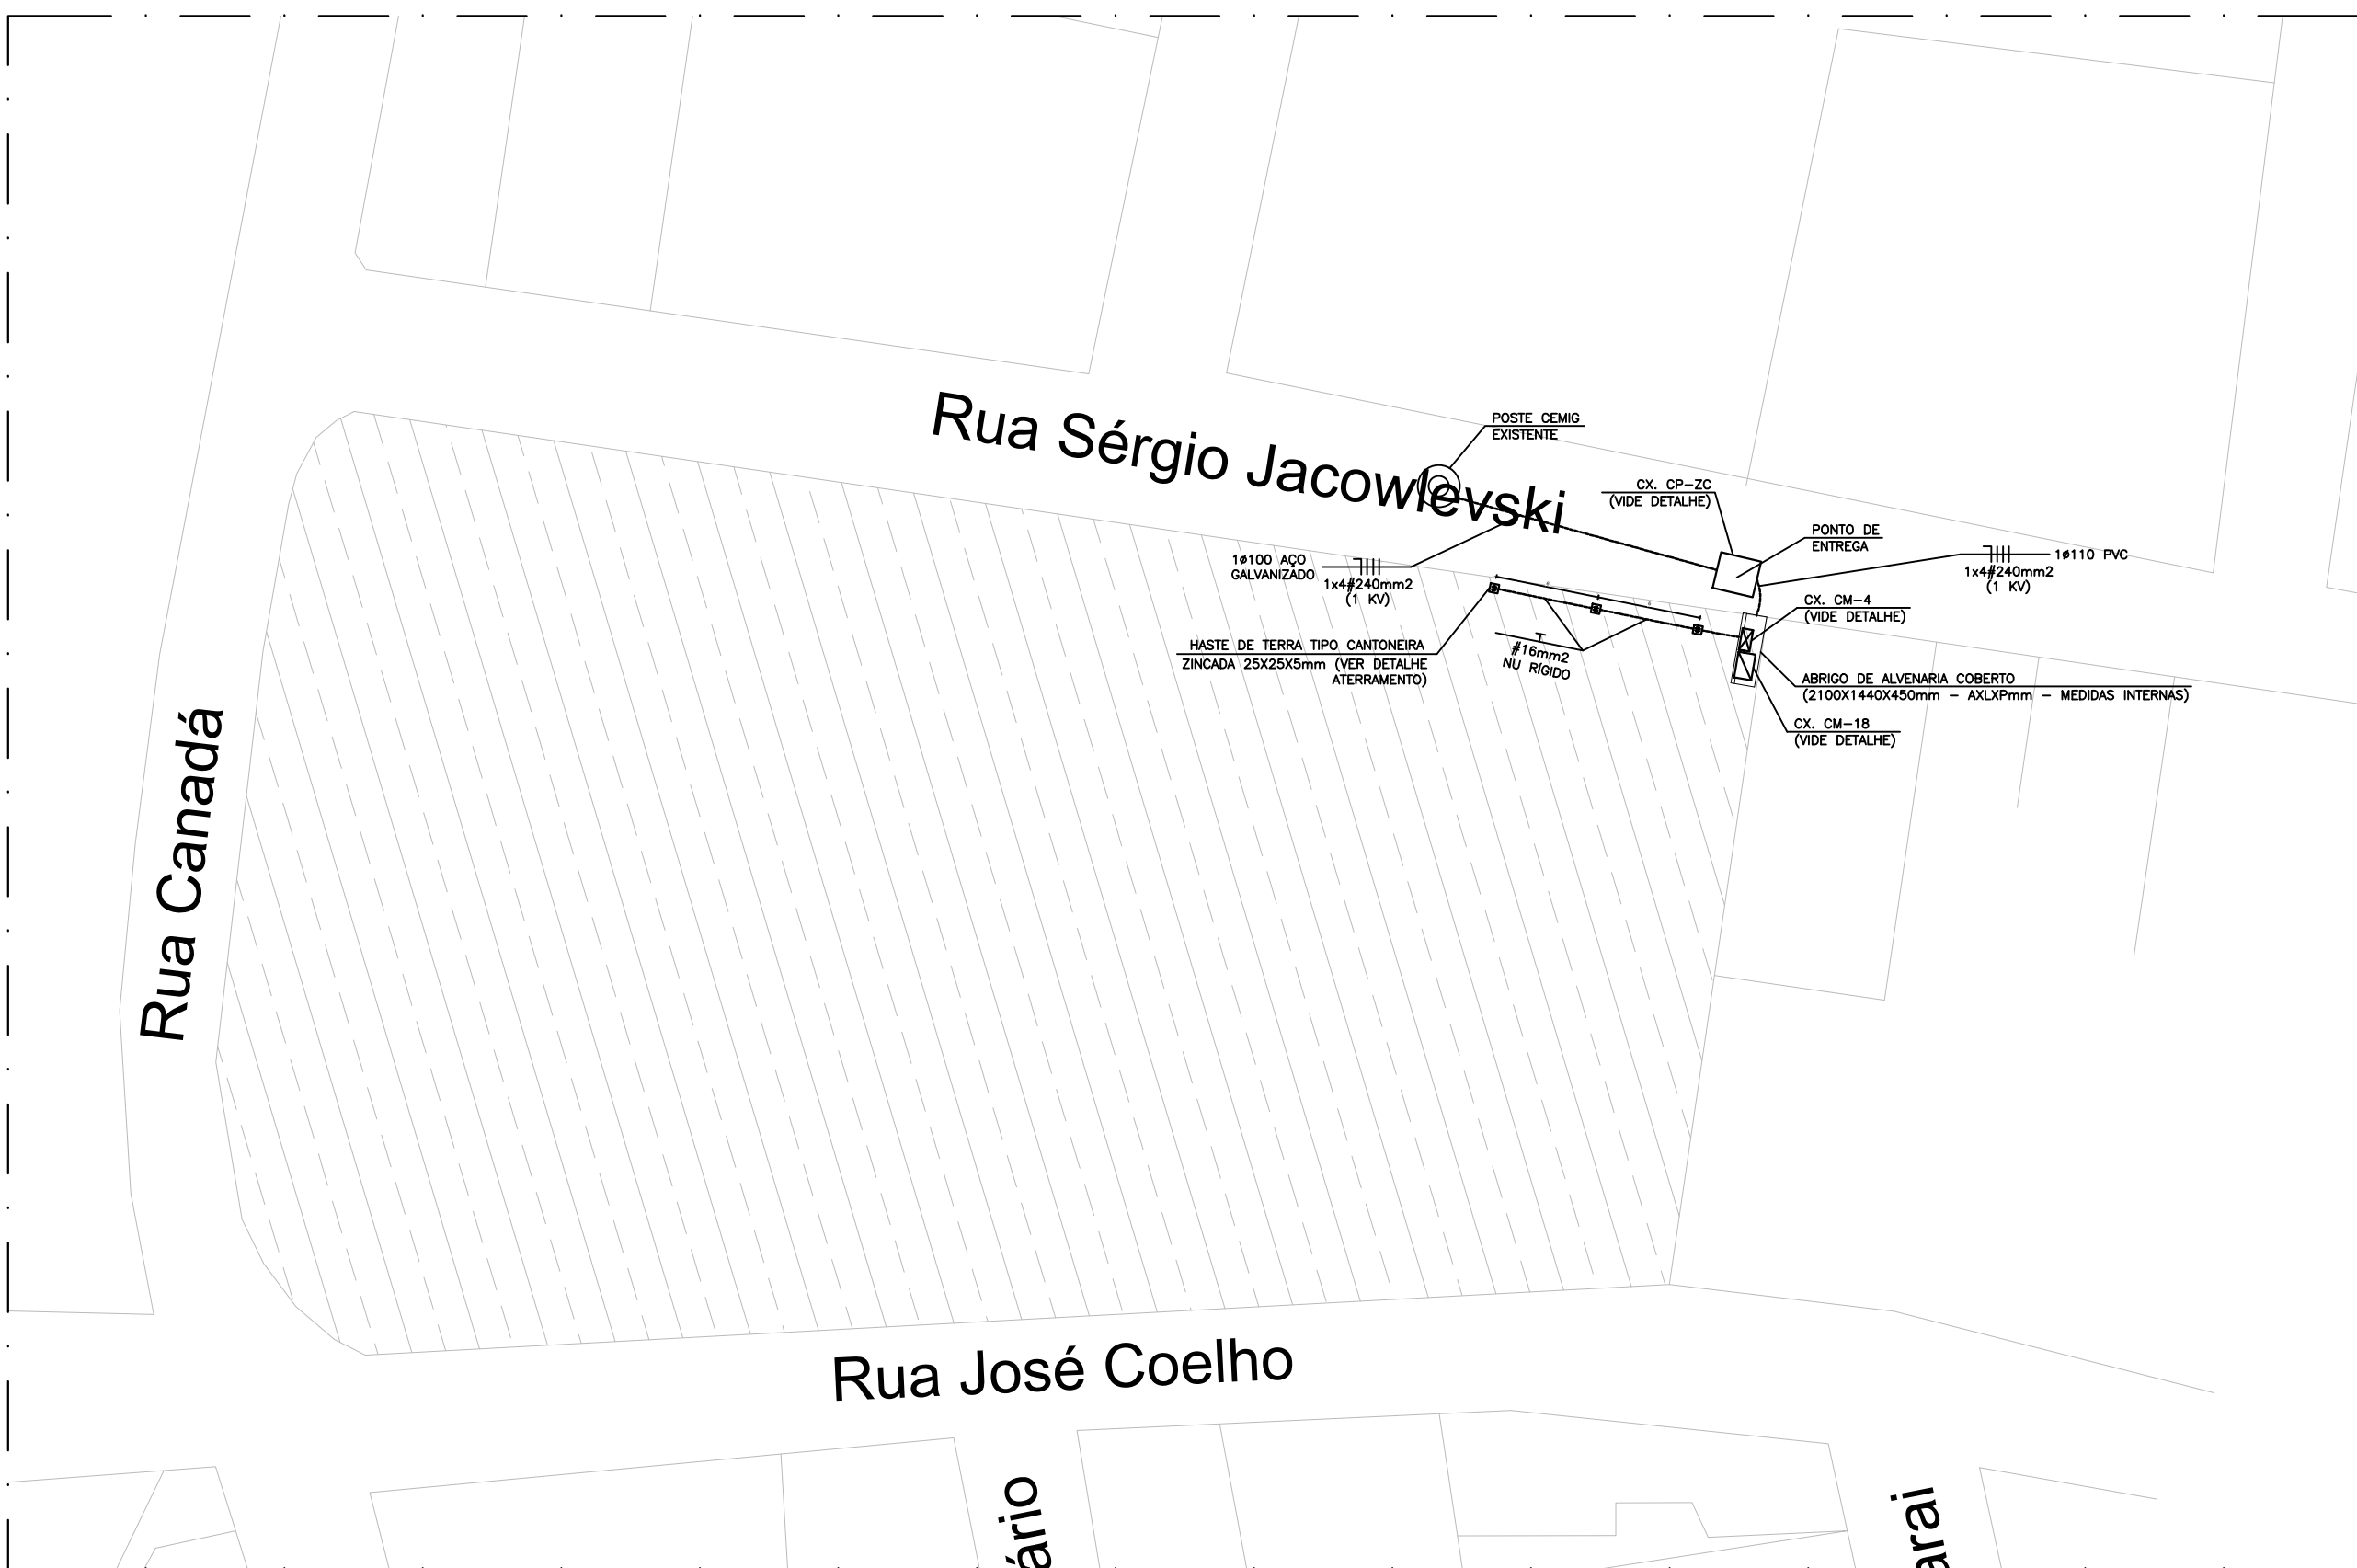 Rua Sérgio Jacowlevski
POSTE CEMIG
EXISTENTE
CX. CP-ZC
(VIDE DETALHE)
PONTO DE
ENTREGA
1ø100 AÇO
GALVANIZADO
1x4#240mm2
(1 KV)
1ø110 PVC
1x4#240mm2
(1 KV)
CX. CM-4
(VIDE DETALHE)
HASTE DE TERRA TIPO CANTONEIRA
ZINCADA 25X25X5mm (VER DETALHE
ATERRAMENTO)
#16mm2
NU RÍGIDO
ABRIGO DE ALVENARIA COBERTO
(2100X1440X450mm - AXLXPmm - MEDIDAS INTERNAS)
CX. CM-18
(VIDE DETALHE)
Rua Canadá
Rua José Coelho
ário
arai